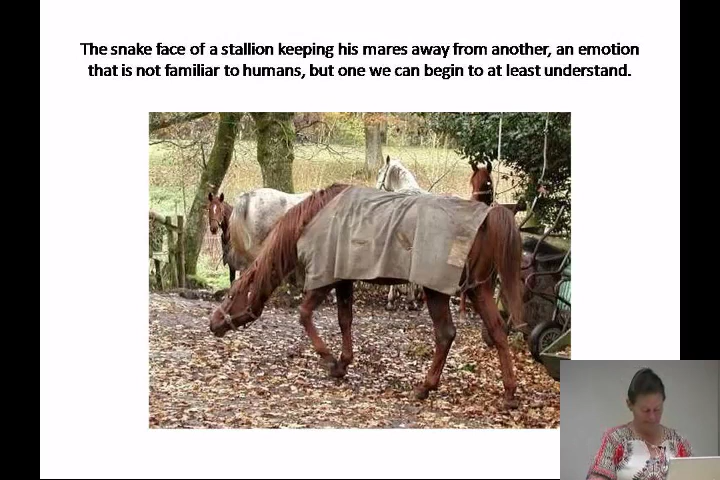 The snake face of a stallion keeping his mares away from another, an emotion
that is not familiar to humans, but one we can begin to at least understand.